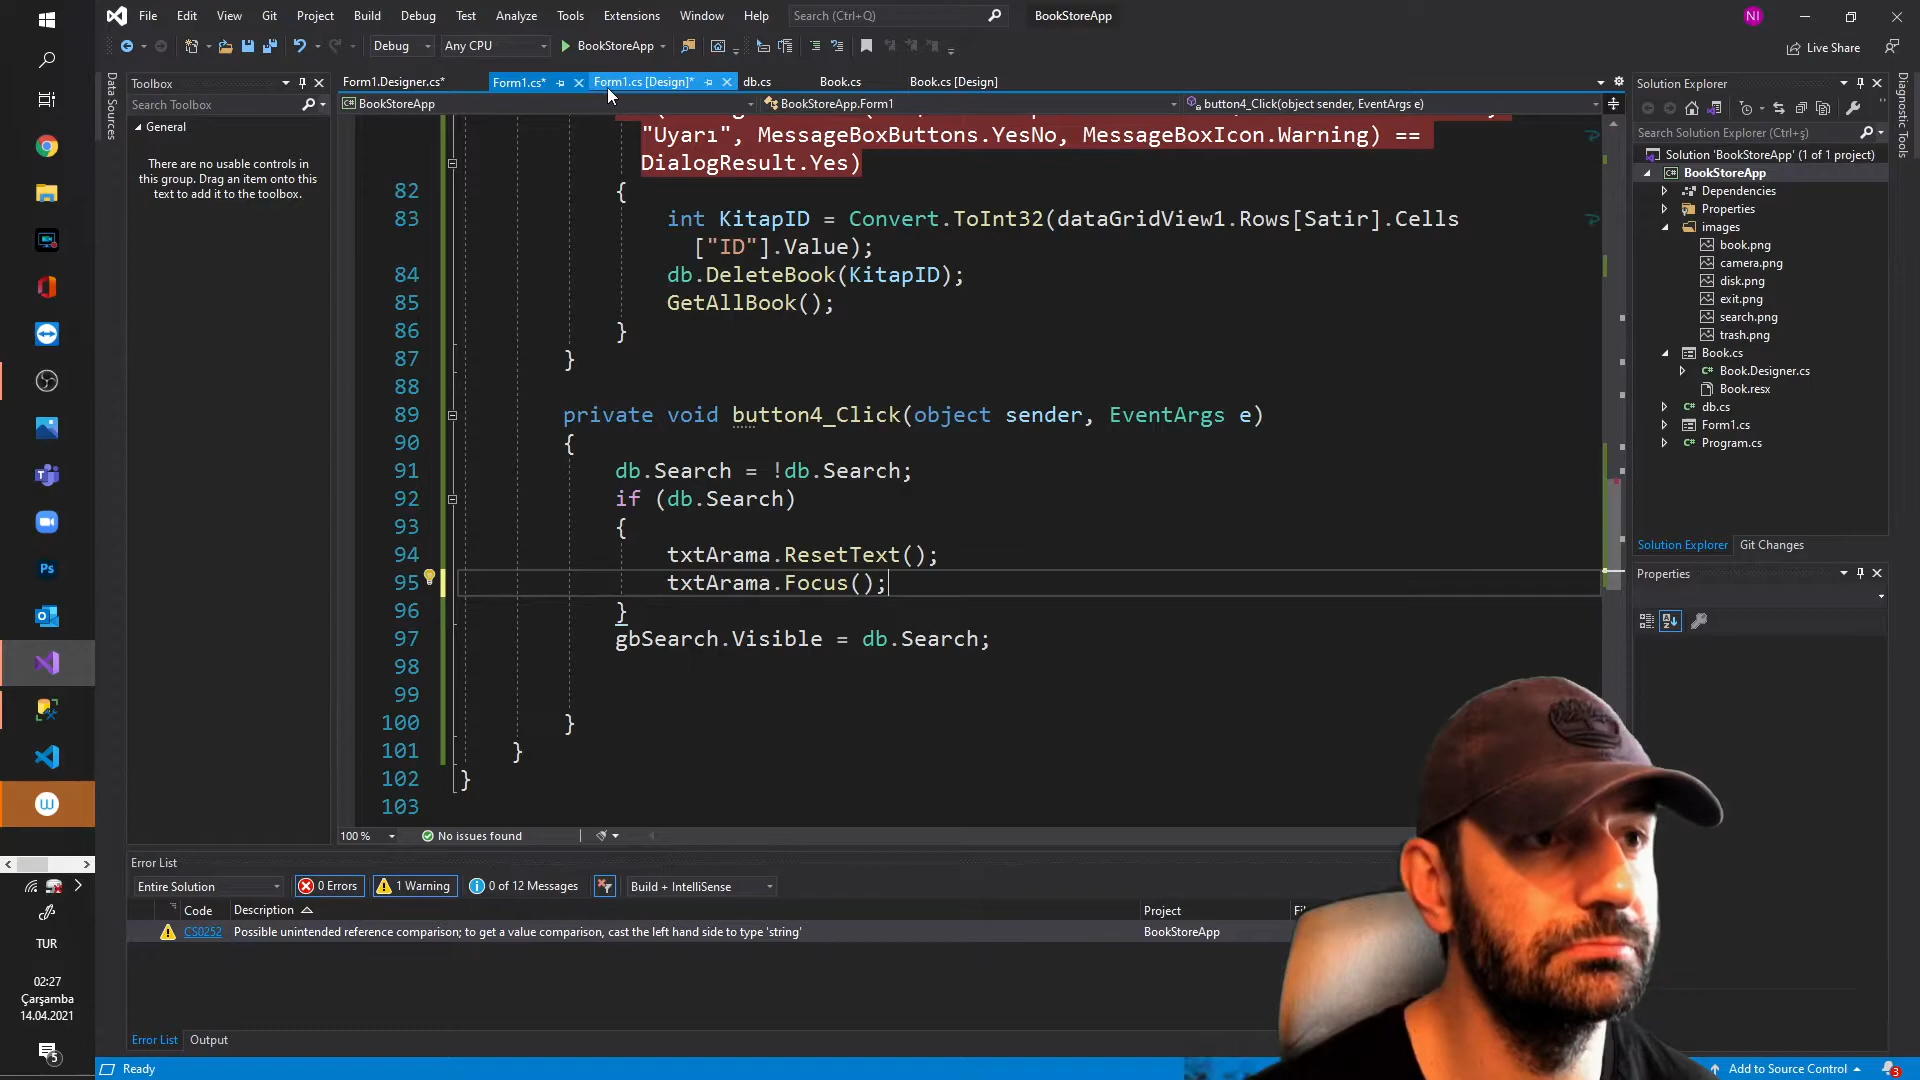 File Edit View Git Project Build Debug Test Analyze Tools Extensions Window Help Search (Ctrl+Q) BookStoreApp NI
Debug Any CPU BookStoreApp Live Share
Data Sources
Toolbox
Search Toolbox
General
There are no usable controls in
this group. Drag an item onto this
text to add it to the toolbox.
Form1.Designer.cs* Form1.cs* Form1.cs [Design]* db.cs Book.cs Book.cs [Design]
BookStoreApp BookStoreApp.Form1 button4_Click(object sender, EventArgs e)
"Uyarı", MessageBoxButtons.YesNo, MessageBoxIcon.Warning) ==
DialogResult.Yes)
82 {
83 int KitapID = Convert.ToInt32(dataGridView1.Rows[Satir].Cells
["ID"].Value);
84 db.DeleteBook(KitapID);
85 GetAllBook();
86 }
87 }
88
89 private void button4_Click(object sender, EventArgs e)
90 {
91 db.Search = !db.Search;
92 if (db.Search)
93 {
94 txtArama.ResetText();
95 txtArama.Focus();
96 }
97 gbSearch.Visible = db.Search;
98
99
100 }
101 }
102 }
103
100 % No issues found
Solution Explorer
Search Solution Explorer (Ctrl+ş)
Solution 'BookStoreApp' (1 of 1 project)
BookStoreApp
Dependencies
Properties
images
book.png
camera.png
disk.png
exit.png
search.png
trash.png
Book.cs
Book.Designer.cs
Book.resx
db.cs
Form1.cs
Program.cs
Solution Explorer Git Changes
Properties
Diagnostic Tools
Error List
Entire Solution 0 Errors 1 Warning 0 of 12 Messages Build + IntelliSense
Code Description Project
CS0252 Possible unintended reference comparison; to get a value comparison, cast the left hand side to type 'string' BookStoreApp
Error List Output
Ready Add to Source Control 3
TUR
02:27
Çarşamba
14.04.2021
5